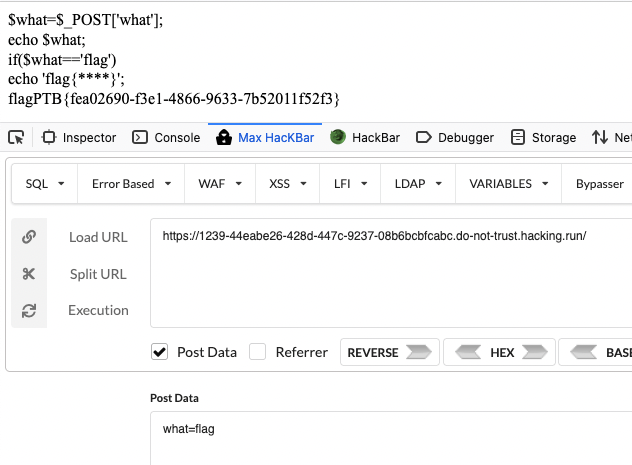 $what=$_POST['what'];
echo $what;
if($what=='flag')
echo 'flag{****}';
flagPTB{fea02690-f3e1-4866-9633-7b52011f52f3}
Inspector Console Max HacKBar HackBar Debugger Storage Net
SQL Error Based WAF XSS LFI LDAP VARIABLES Bypasser
Load URL https://1239-44eabe26-428d-447c-9237-08b6bcbfcabc.do-not-trust.hacking.run/
Split URL
Execution
Post Data Referrer REVERSE HEX BASE
Post Data
what=flag